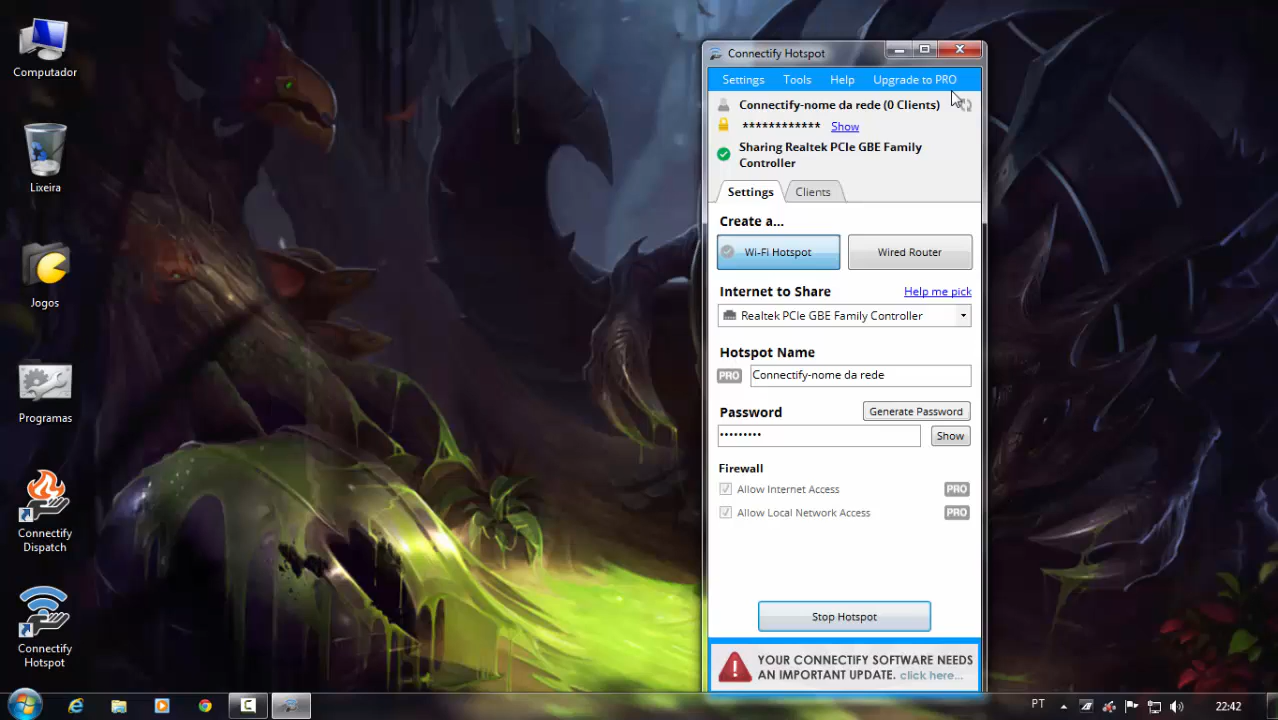 Computador
Lixeira
Jogos
Programas
Connectify
Dispatch
Connectify
Hotspot
Connectify Hotspot
Settings Tools Help Upgrade to PRO
Connectify-nome da rede (0 Clients)
************ Show
Sharing Realtek PCIe GBE Family
Controller
Settings Clients
Create a...
Wi-Fi Hotspot Wired Router
Internet to Share Help me pick
Realtek PCIe GBE Family Controller
Hotspot Name
PRO Connectify-nome da rede
Password Generate Password
••••••••• Show
Firewall
Allow Internet Access PRO
Allow Local Network Access PRO
Stop Hotspot
YOUR CONNECTIFY SOFTWARE NEEDS
AN IMPORTANT UPDATE. click here...
PT 22:42